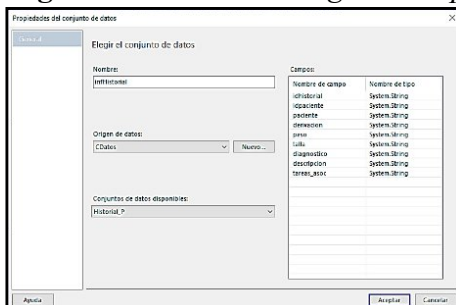 Propiedades del conjunto de datos
General
Elegir el conjunto de datos
Nombre:
infHistorial
Origen de datos:
CDatos
Nuevo...
Conjuntos de datos disponibles:
Historial_P
Campos:
Nombre de campo Nombre de tipo
idhistorial System.String
idpaciente System.String
paciente System.String
System.String
peso System.String
talla System.String
diagnostico System.String
descripcion System.String
tareas_asoc System.String
Ayuda
Aceptar
Cancelar